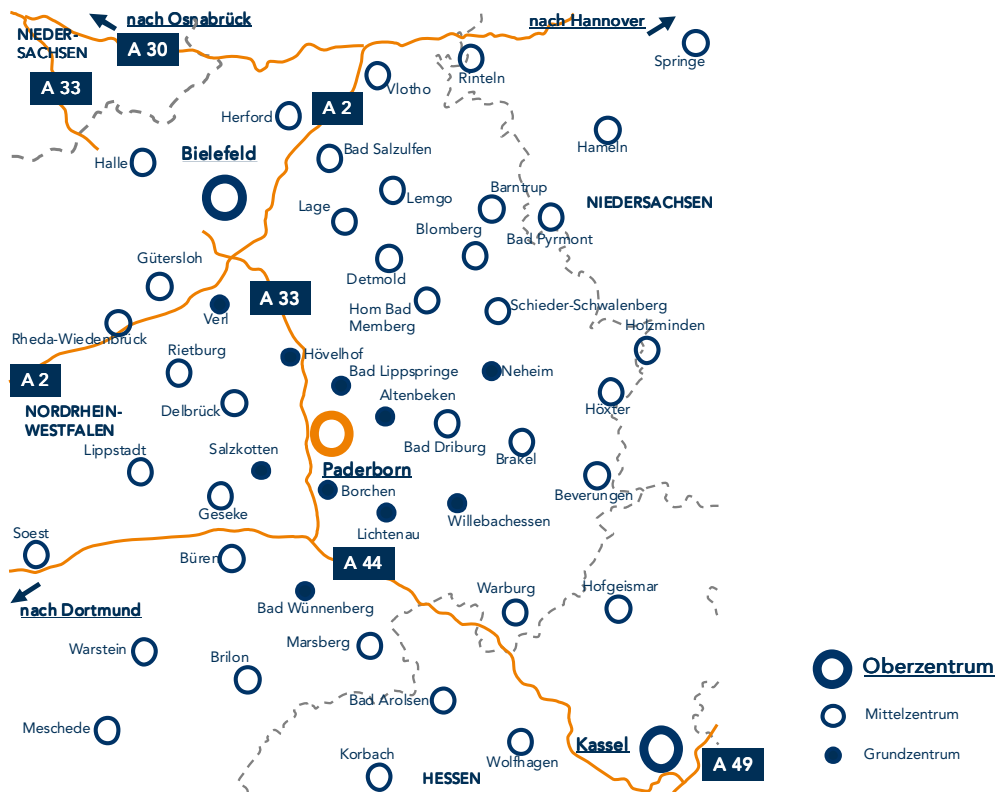 nach Osnabrück
nach Hannover
NIEDER-
SACHSEN
A 30
Springe
Rinteln
A 33
Vlotho
A 2
Herford
Hameln
Bielefeld
Bad Salzulfen
Halle
Barntrup
Lemgo
NIEDERSACHSEN
Lage
Blomberg
Bad Pyrmont
Gütersloh
Detmold
A 33
Horn Bad
Memberg
Schieder-Schwalenberg
Verl
Holzminden
Rheda-Wiedenbrück
Rietburg
Hövelhof
Bad Lippspringe
Neheim
A 2
Altenbeken
NORDRHEIN-
WESTFALEN
Delbrück
Höxter
Lippstadt
Salzkotten
Bad Driburg
Brakel
Paderborn
Borchen
Beverungen
Geseke
Willebachessen
Lichtenau
Soest
Büren
A 44
nach Dortmund
Bad Wünnenberg
Warburg
Hofgeismar
Warstein
Marsberg
Brilon
Oberzentrum
Bad Arolsen
Mittelzentrum
Meschede
Kassel
Korbach
Wolfhagen
Grundzentrum
A 49
HESSEN